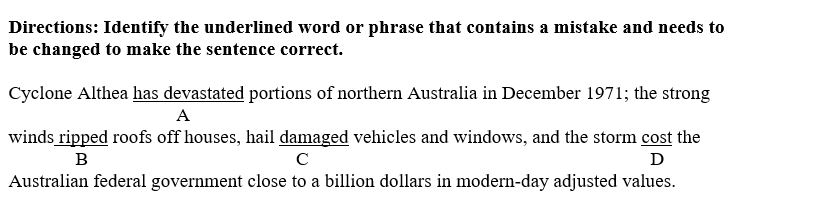 Directions: Identify the underlined word or phrase that contains a mistake and needs to
be changed to make the sentence correct.
Cyclone Althea has devastated portions of northern Australia in December 1971; the strong
A
winds ripped roofs off houses, hail damaged vehicles and windows, and the storm cost the
B C D
Australian federal government close to a billion dollars in modern-day adjusted values.